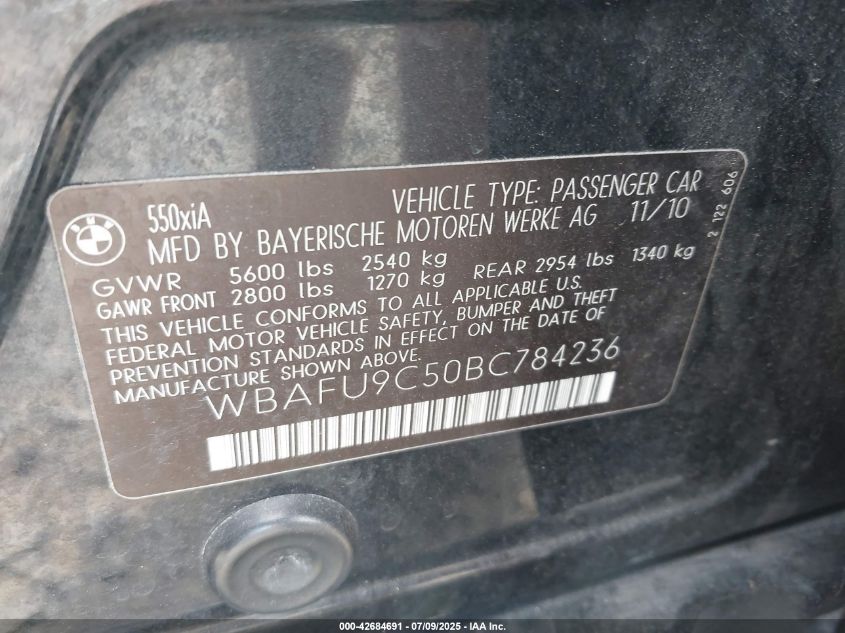 BMW
550xiA
VEHICLE TYPE: PASSENGER CAR
MFD BY BAYERISCHE MOTOREN WERKE AG 11/10
GVWR 5600 lbs 2540 kg
GAWR FRONT 2800 lbs 1270 kg REAR 2954 lbs 1340 kg
THIS VEHICLE CONFORMS TO ALL APPLICABLE U.S.
FEDERAL MOTOR VEHICLE SAFETY, BUMPER AND THEFT
PREVENTION STANDARDS IN EFFECT ON THE DATE OF
MANUFACTURE SHOWN ABOVE.
WBAFU9C50BC784236
2 122 606
000-42684691 / 07/09/2025 - IAA Inc.